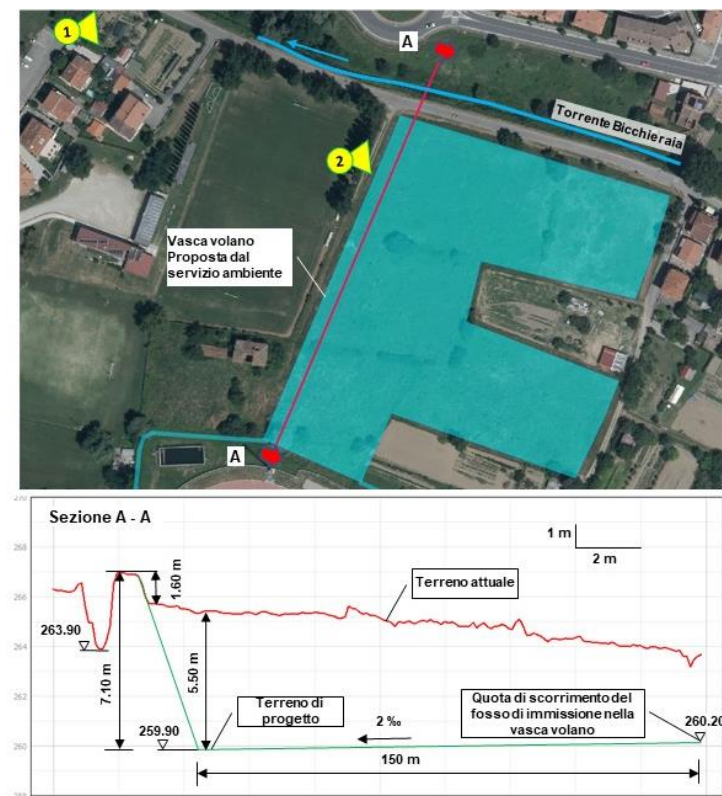 1
A
Torrente Bicchieraia
2
Vasca volano
Proposta dal
servizio ambiente
A
270
Sezione A - A
1 m
2 m
268
1.60 m
Terreno attuale
266
263.90
264
7.10 m
5.50 m
262
Terreno di
progetto
Quota di scorrimento del
fosso di immissione nella
vasca volano
260.20
259.90
2 ‰
260
150 m
258